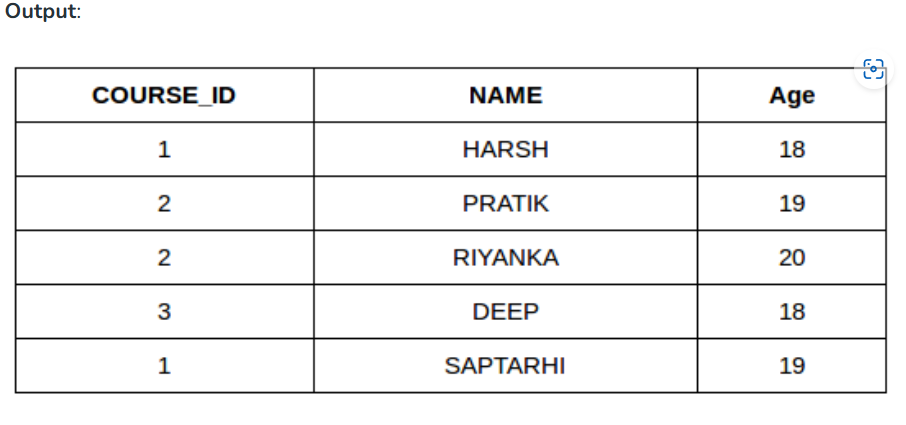 Output:
COURSE_ID NAME Age
1 HARSH 18
2 PRATIK 19
2 RIYANKA 20
3 DEEP 18
1 SAPTARHI 19